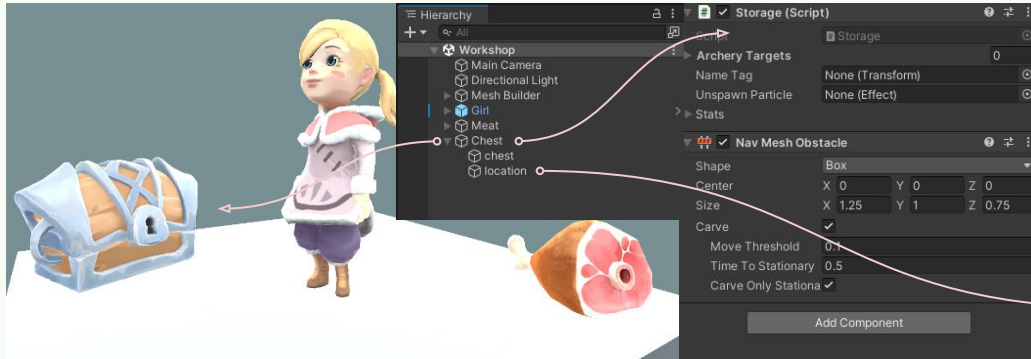 Hierarchy
All
Workshop
Main Camera
Directional Light
Mesh Builder
Girl
Meat
Chest
chest
location
Storage (Script)
Script Storage
Archery Targets 0
Name Tag None (Transform)
Unspawn Particle None (Effect)
Stats
Nav Mesh Obstacle
Shape Box
Center X 0 Y 0 Z 0
Size X 1.25 Y 1 Z 0.75
Carve
Move Threshold 0.1
Time To Stationary 0.5
Carve Only Stationa
Add Component